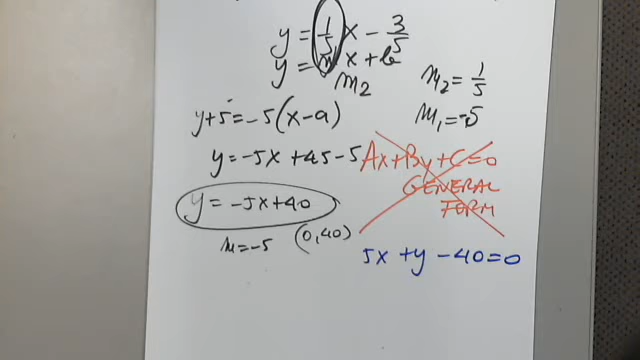 y = 1/5 x - 3/5
y = m x + b
m₂
m₂ = 1/5
m₁ = -5
y+5 = -5(x-9)
y = -5x + 45 - 5
Ax + By + C = 0
GENERAL
FORM
y = -5x + 40
m = -5 (0,40)
5x + y - 40 = 0